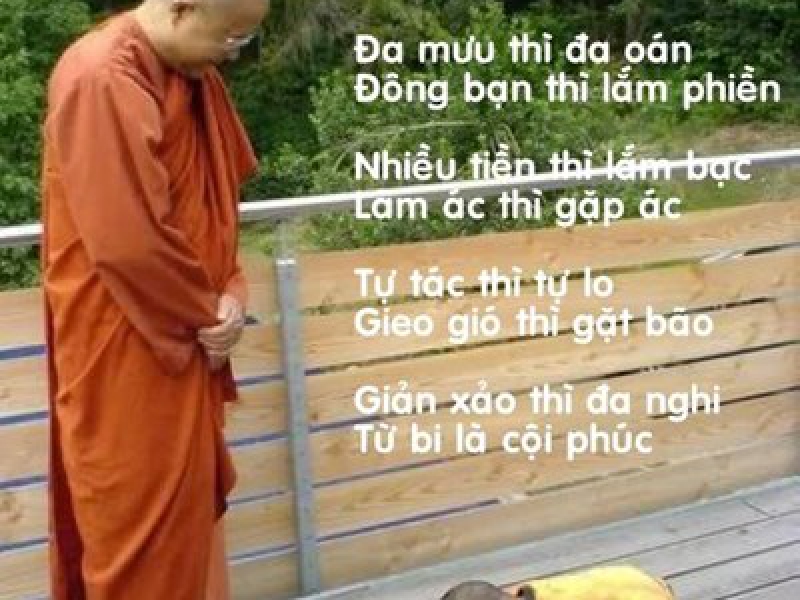 Đa mưu thì đa oán
Đông bạn thì lắm phiền
Nhiều tiền thì lắm bạc
Làm ác thì gặp ác
Tự tác thì tự lo
Gieo gió thì gặt bão
Giản xảo thì đa nghi
Từ bi là cội phúc